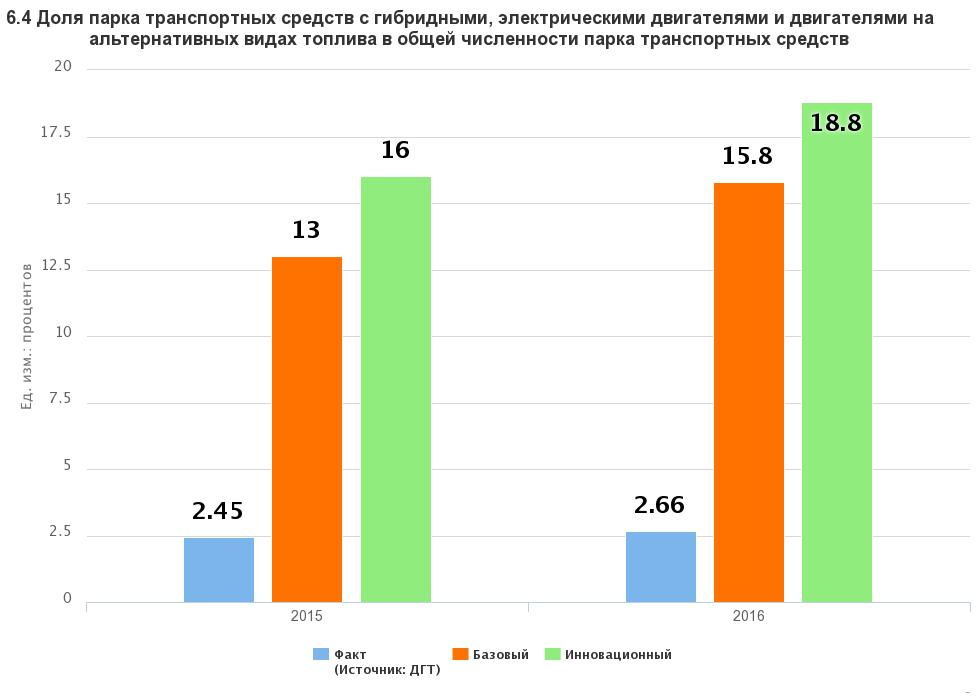 6.4 Доля парка транспортных средств с гибридными, электрическими двигателями и двигателями на
альтернативных видах топлива в общей численности парка транспортных средств
Ед. изм.: процентов
20
17.5
15
12.5
10
7.5
5
2.5
0
2.45
13
16
2.66
15.8
18.8
2015
2016
Факт
(Источник: ДГТ)
Базовый
Инновационный